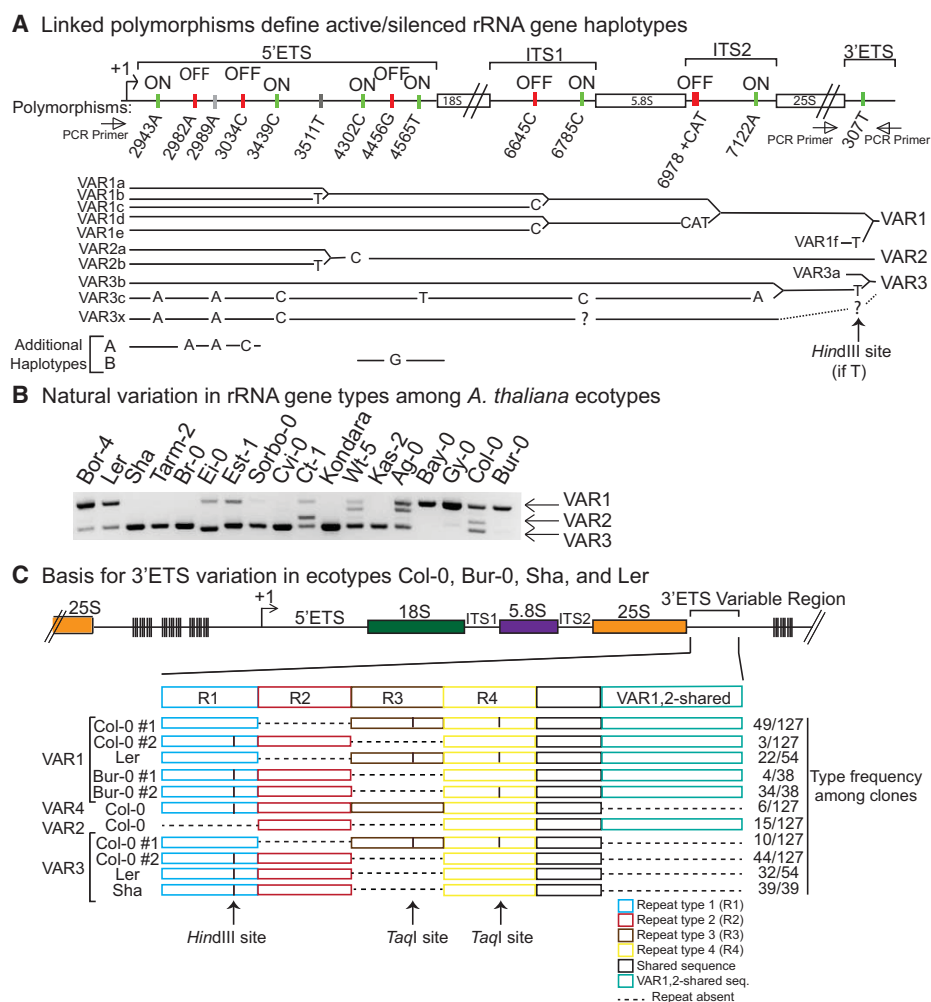 A Linked polymorphisms define active/silenced rRNA gene haplotypes
5'ETS
ITS1
ITS2
3'ETS
+1
ON OFF OFF ON ON OFF ON OFF ON OFF ON
Polymorphisms:
18S
5.8S
25S
PCR Primer
PCR Primer
PCR Primer
2943A
2982A
2989A
3034C
3439C
3511T
4302C
4456G
4565T
6645C
6785C
6978 +CAT
7122A
307T
VAR1a
VAR1b T
VAR1c C
VAR1d CAT VAR1
VAR1e C
VAR1f T
VAR2a C VAR2
VAR2b T
VAR3a
VAR3b T VAR3
VAR3c A A C T C A
VAR3x A A C ? ?
Additional Haplotypes
A A A C
B G
HindIII site
(if T)
B Natural variation in rRNA gene types among A. thaliana ecotypes
Bor-4
Ler
Sha
Tarm-2
Br-0
Ei-0
Est-1
Sorbo-0
Cvi-0
Ct-1
Kondara
Wt-5
Kas-2
Ag-0
Bay-0
Gy-0
Col-0
Bur-0
VAR1
VAR2
VAR3
C Basis for 3'ETS variation in ecotypes Col-0, Bur-0, Sha, and Ler
25S
+1
5'ETS
18S
ITS1
5.8S
ITS2
25S
3'ETS Variable Region
R1 R2 R3 R4 VAR1,2-shared
VAR1
Col-0 #1 49/127
Col-0 #2 3/127
Ler 22/54
Bur-0 #1 4/38
Bur-0 #2 34/38
VAR4 Col-0 6/127
VAR2 Col-0 15/127
VAR3
Col-0 #1 10/127
Col-0 #2 44/127
Ler 32/54
Sha 39/39
Type frequency
among clones
HindIII site
TaqI site
TaqI site
Repeat type 1 (R1)
Repeat type 2 (R2)
Repeat type 3 (R3)
Repeat type 4 (R4)
Shared sequence
VAR1,2-shared seq.
Repeat absent